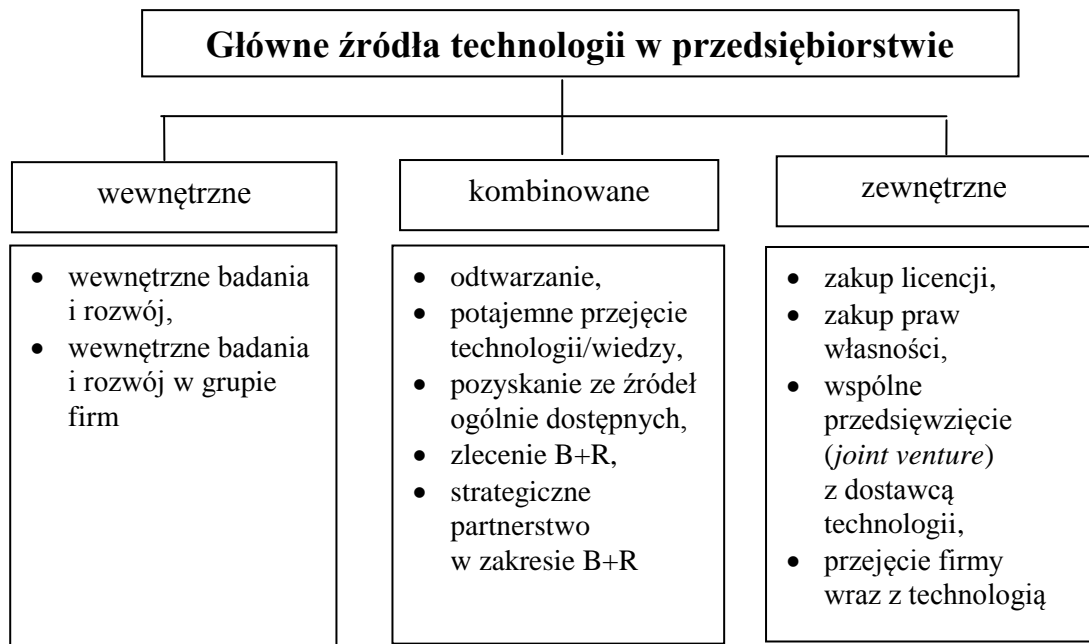 Główne źródła technologii w przedsiębiorstwie
wewnętrzne
• wewnętrzne badania
i rozwój,
• wewnętrzne badania
i rozwój w grupie
firm
kombinowane
• odtwarzanie,
• potajemne przejęcie
technologii/wiedzy,
• pozyskanie ze źródeł
ogólnie dostępnych,
• zlecenie B+R,
• strategiczne
partnerstwo
w zakresie B+R
zewnętrzne
• zakup licencji,
• zakup praw
własności,
• wspólne
przedsięwzięcie
(joint venture)
z dostawcą
technologii,
• przejęcie firmy
wraz z technologią